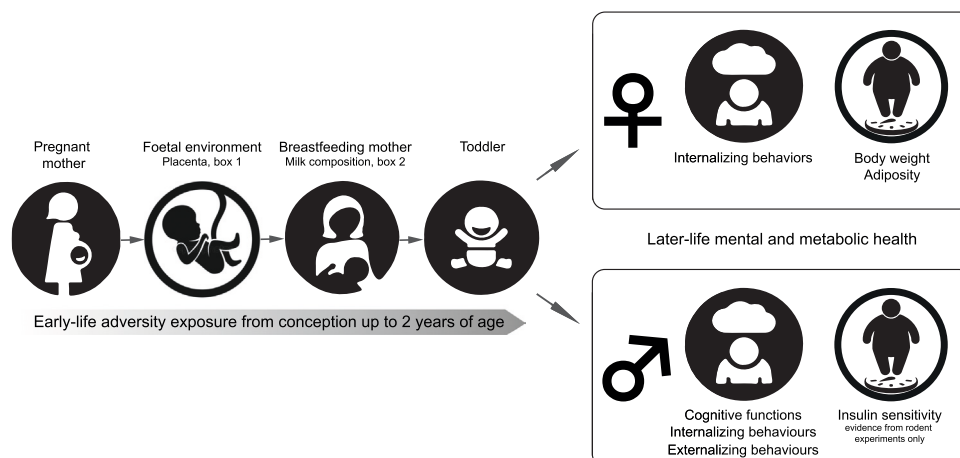 Pregnant
mother
Foetal environment
Placenta, box 1
Breastfeeding mother
Milk composition, box 2
Toddler
Early-life adversity exposure from conception up to 2 years of age
Internalizing behaviors
Body weight
Adiposity
Later-life mental and metabolic health
Cognitive functions
Internalizing behaviours
Externalizing behaviours
Insulin sensitivity
evidence from rodent
experiments only